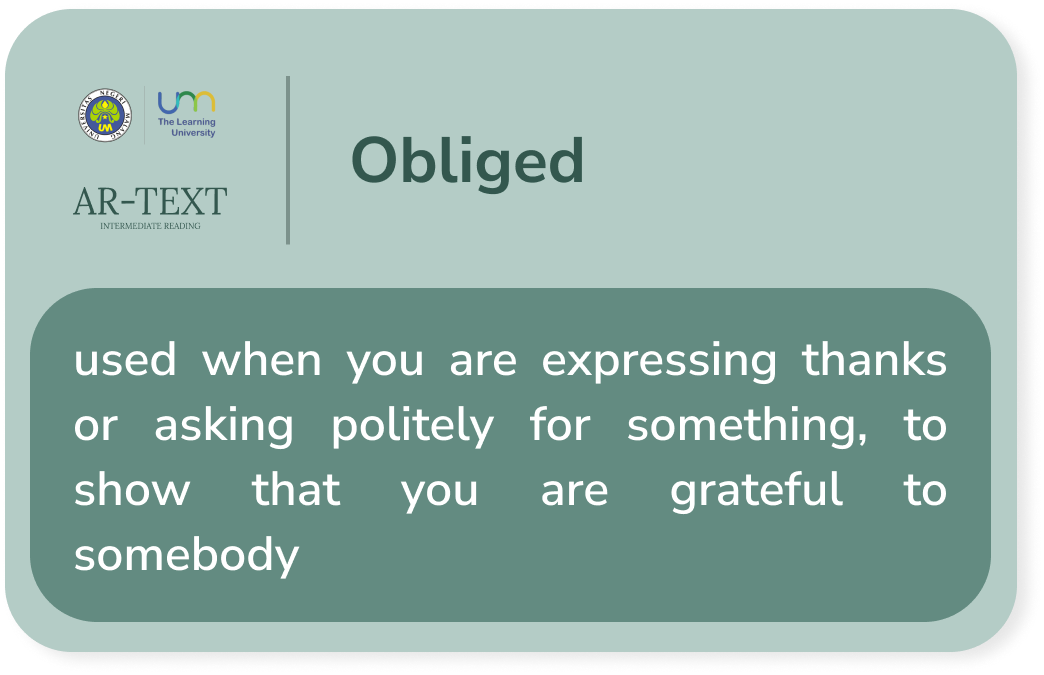 UNIVERSITAS NEGERI MALANG
UM
um
The Learning
University
AR-TEXT
INTERMEDIATE READING
Obliged
used when you are expressing thanks
or asking politely for something, to
show that you are grateful to
somebody